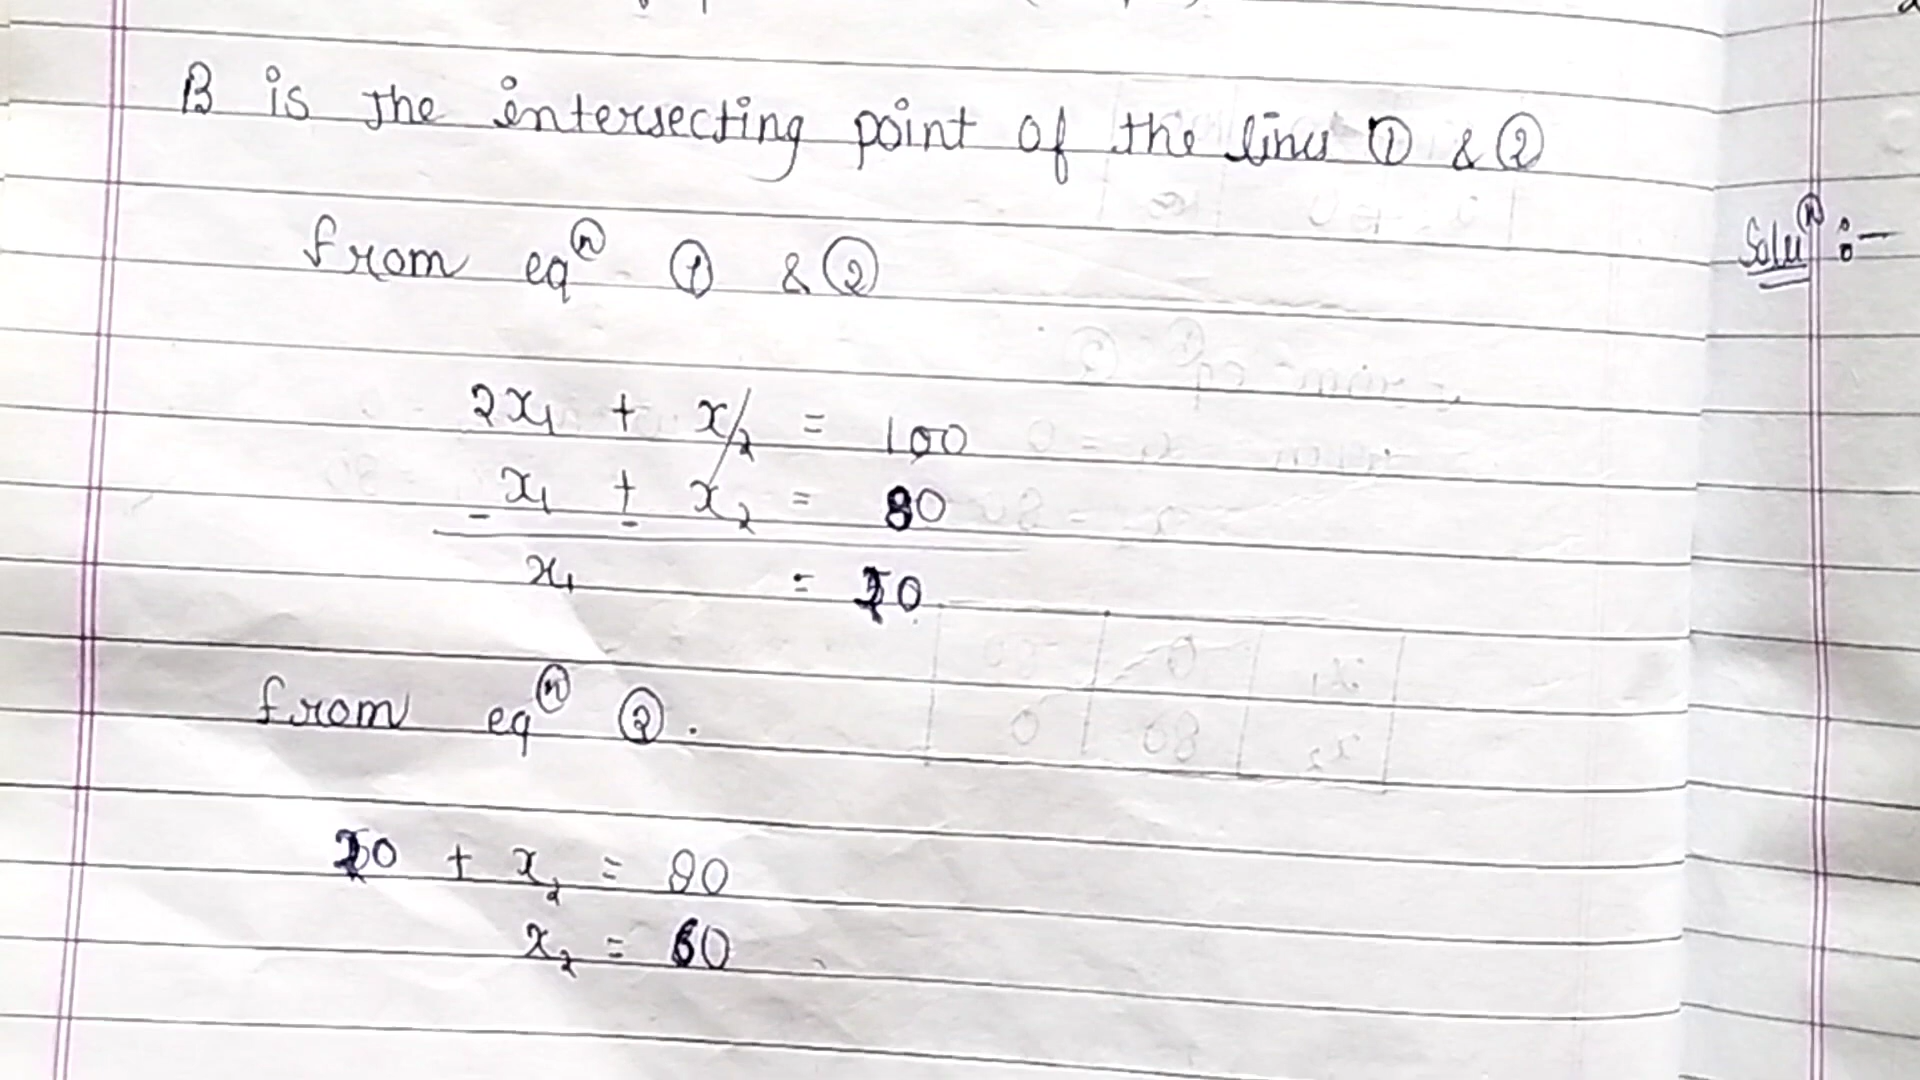 B is the intersecting point of the lines ① & ②
from eqⁿ ① & ②
Soluⁿ :-
2x₁ + x₂ = 100
x₁ + x₂ = 80
- -
x₁ = 20
from eqⁿ ②.
20 + x₂ = 80
x₂ = 60